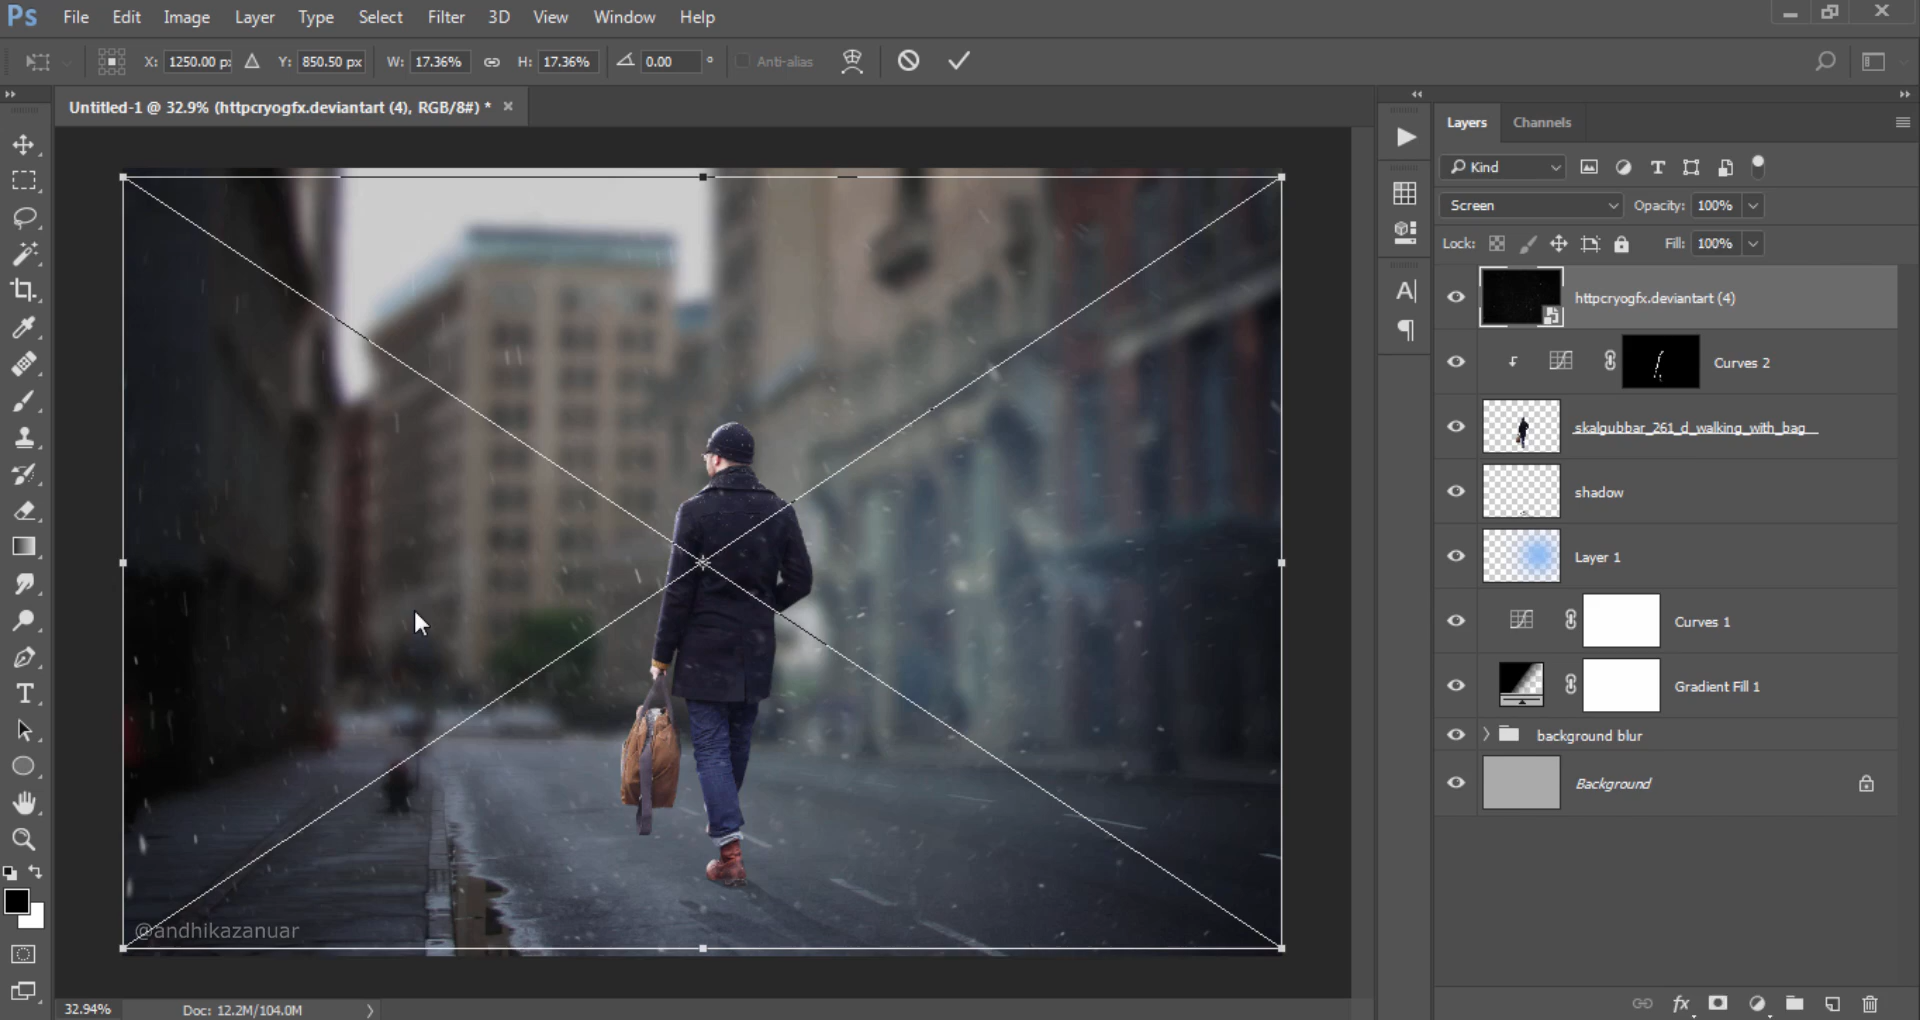 Ps File Edit Image Layer Type Select Filter 3D View Window Help
X: 1250.00 p: Y: 850.50 px W: 17.36% H: 17.36% 0.00 ° Anti-alias
Untitled-1 @ 32.9% (httpcryogfx.deviantart (4), RGB/8#) * ×
Layers Channels
Kind
Screen Opacity: 100%
Lock: Fill: 100%
httpcryogfx.deviantart (4)
Curves 2
skalgubbar_261_d_walking_with_bag
shadow
Layer 1
Curves 1
Gradient Fill 1
background blur
Background
@andhikazanuar
32.94% Doc: 12.2M/104.0M